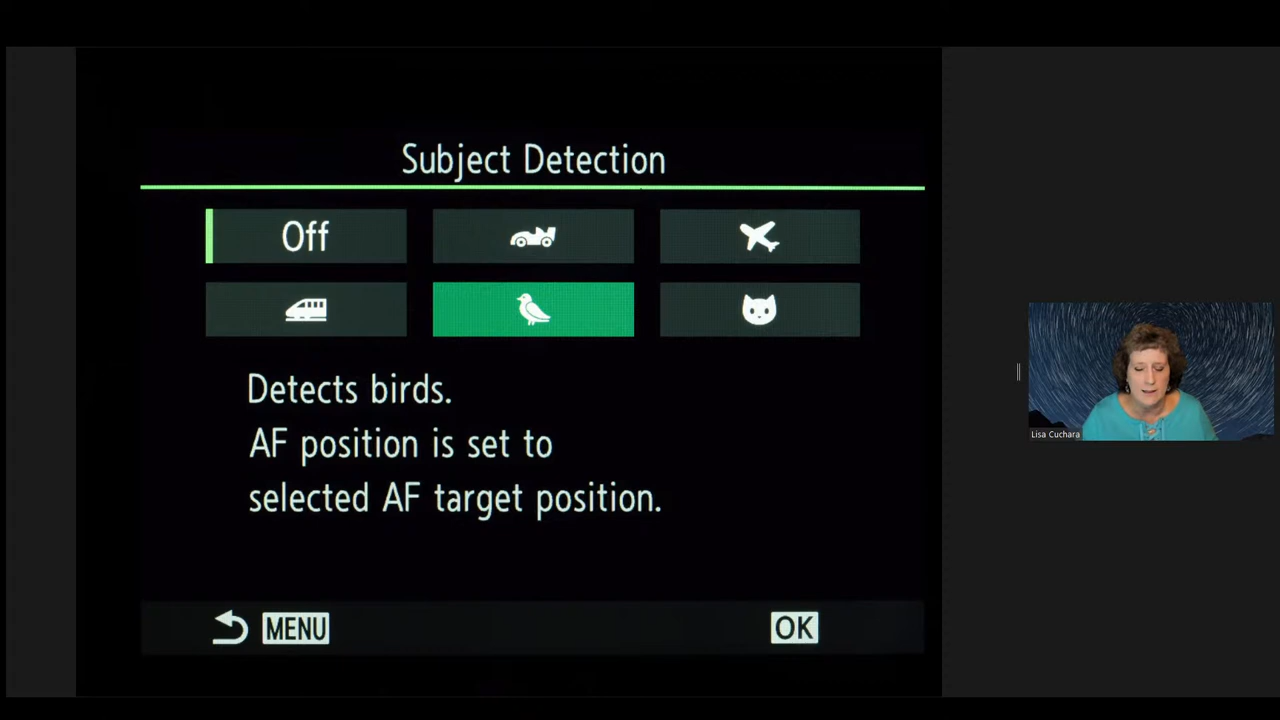 Subject Detection
Off
Detects birds.
AF position is set to
selected AF target position.
MENU
OK
Lisa Cuchara